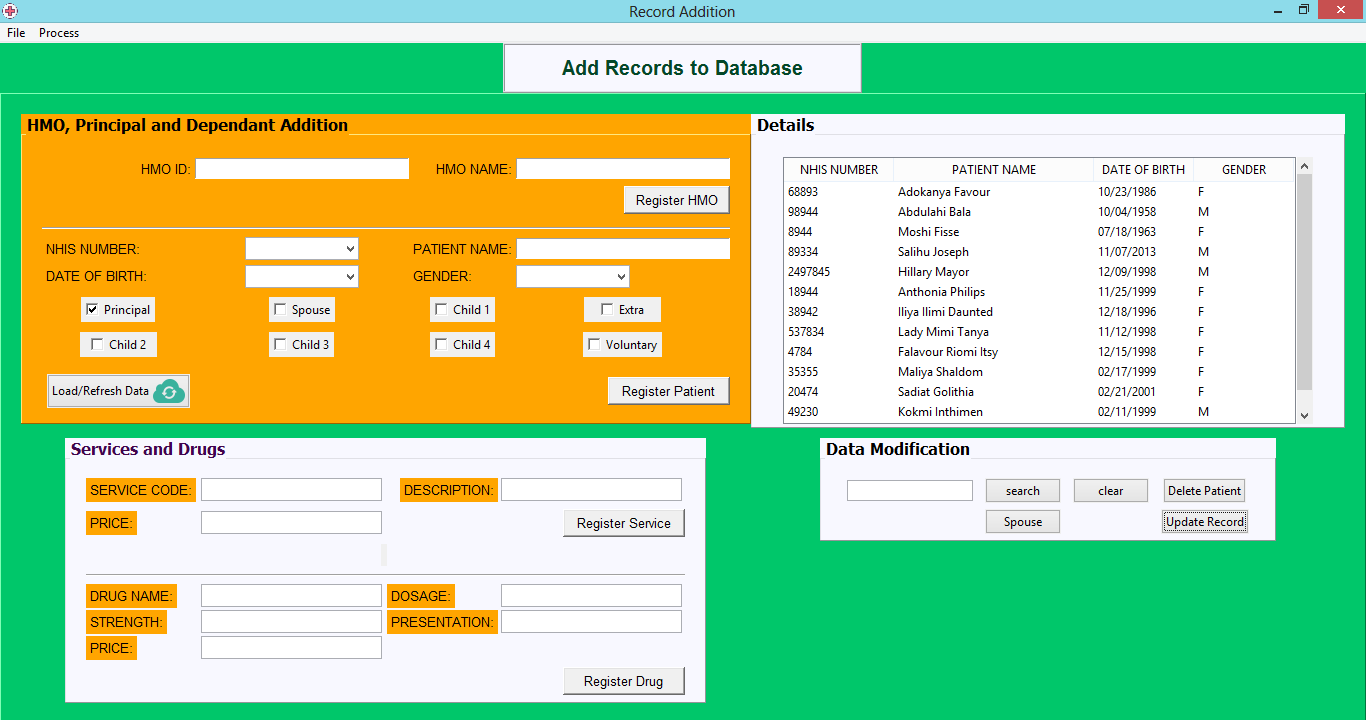 Record Addition
File Process
Add Records to Database
HMO, Principal and Dependant Addition
HMO ID: HMO NAME:
Register HMO
NHIS NUMBER: PATIENT NAME:
DATE OF BIRTH: GENDER:
Principal Spouse Child 1 Extra
Child 2 Child 3 Child 4 Voluntary
Load/Refresh Data Register Patient
Details
NHIS NUMBER PATIENT NAME DATE OF BIRTH GENDER
68893 Adokanya Favour 10/23/1986 F
98944 Abdulahi Bala 10/04/1958 M
8944 Moshi Fisse 07/18/1963 F
89334 Salihu Joseph 11/07/2013 M
2497845 Hillary Mayor 12/09/1998 M
18944 Anthonia Philips 11/25/1999 F
38942 Iliya Ilimi Daunted 12/18/1996 F
537834 Lady Mimi Tanya 11/12/1998 F
4784 Falavour Riomi Itsy 12/15/1998 F
35355 Maliya Shaldom 02/17/1999 F
20474 Sadiat Golithia 02/21/2001 F
49230 Kokmi Inthimen 02/11/1999 M
Services and Drugs
SERVICE CODE: DESCRIPTION:
PRICE: Register Service
DRUG NAME: DOSAGE:
STRENGTH: PRESENTATION:
PRICE:
Register Drug
Data Modification
search clear Delete Patient
Spouse Update Record